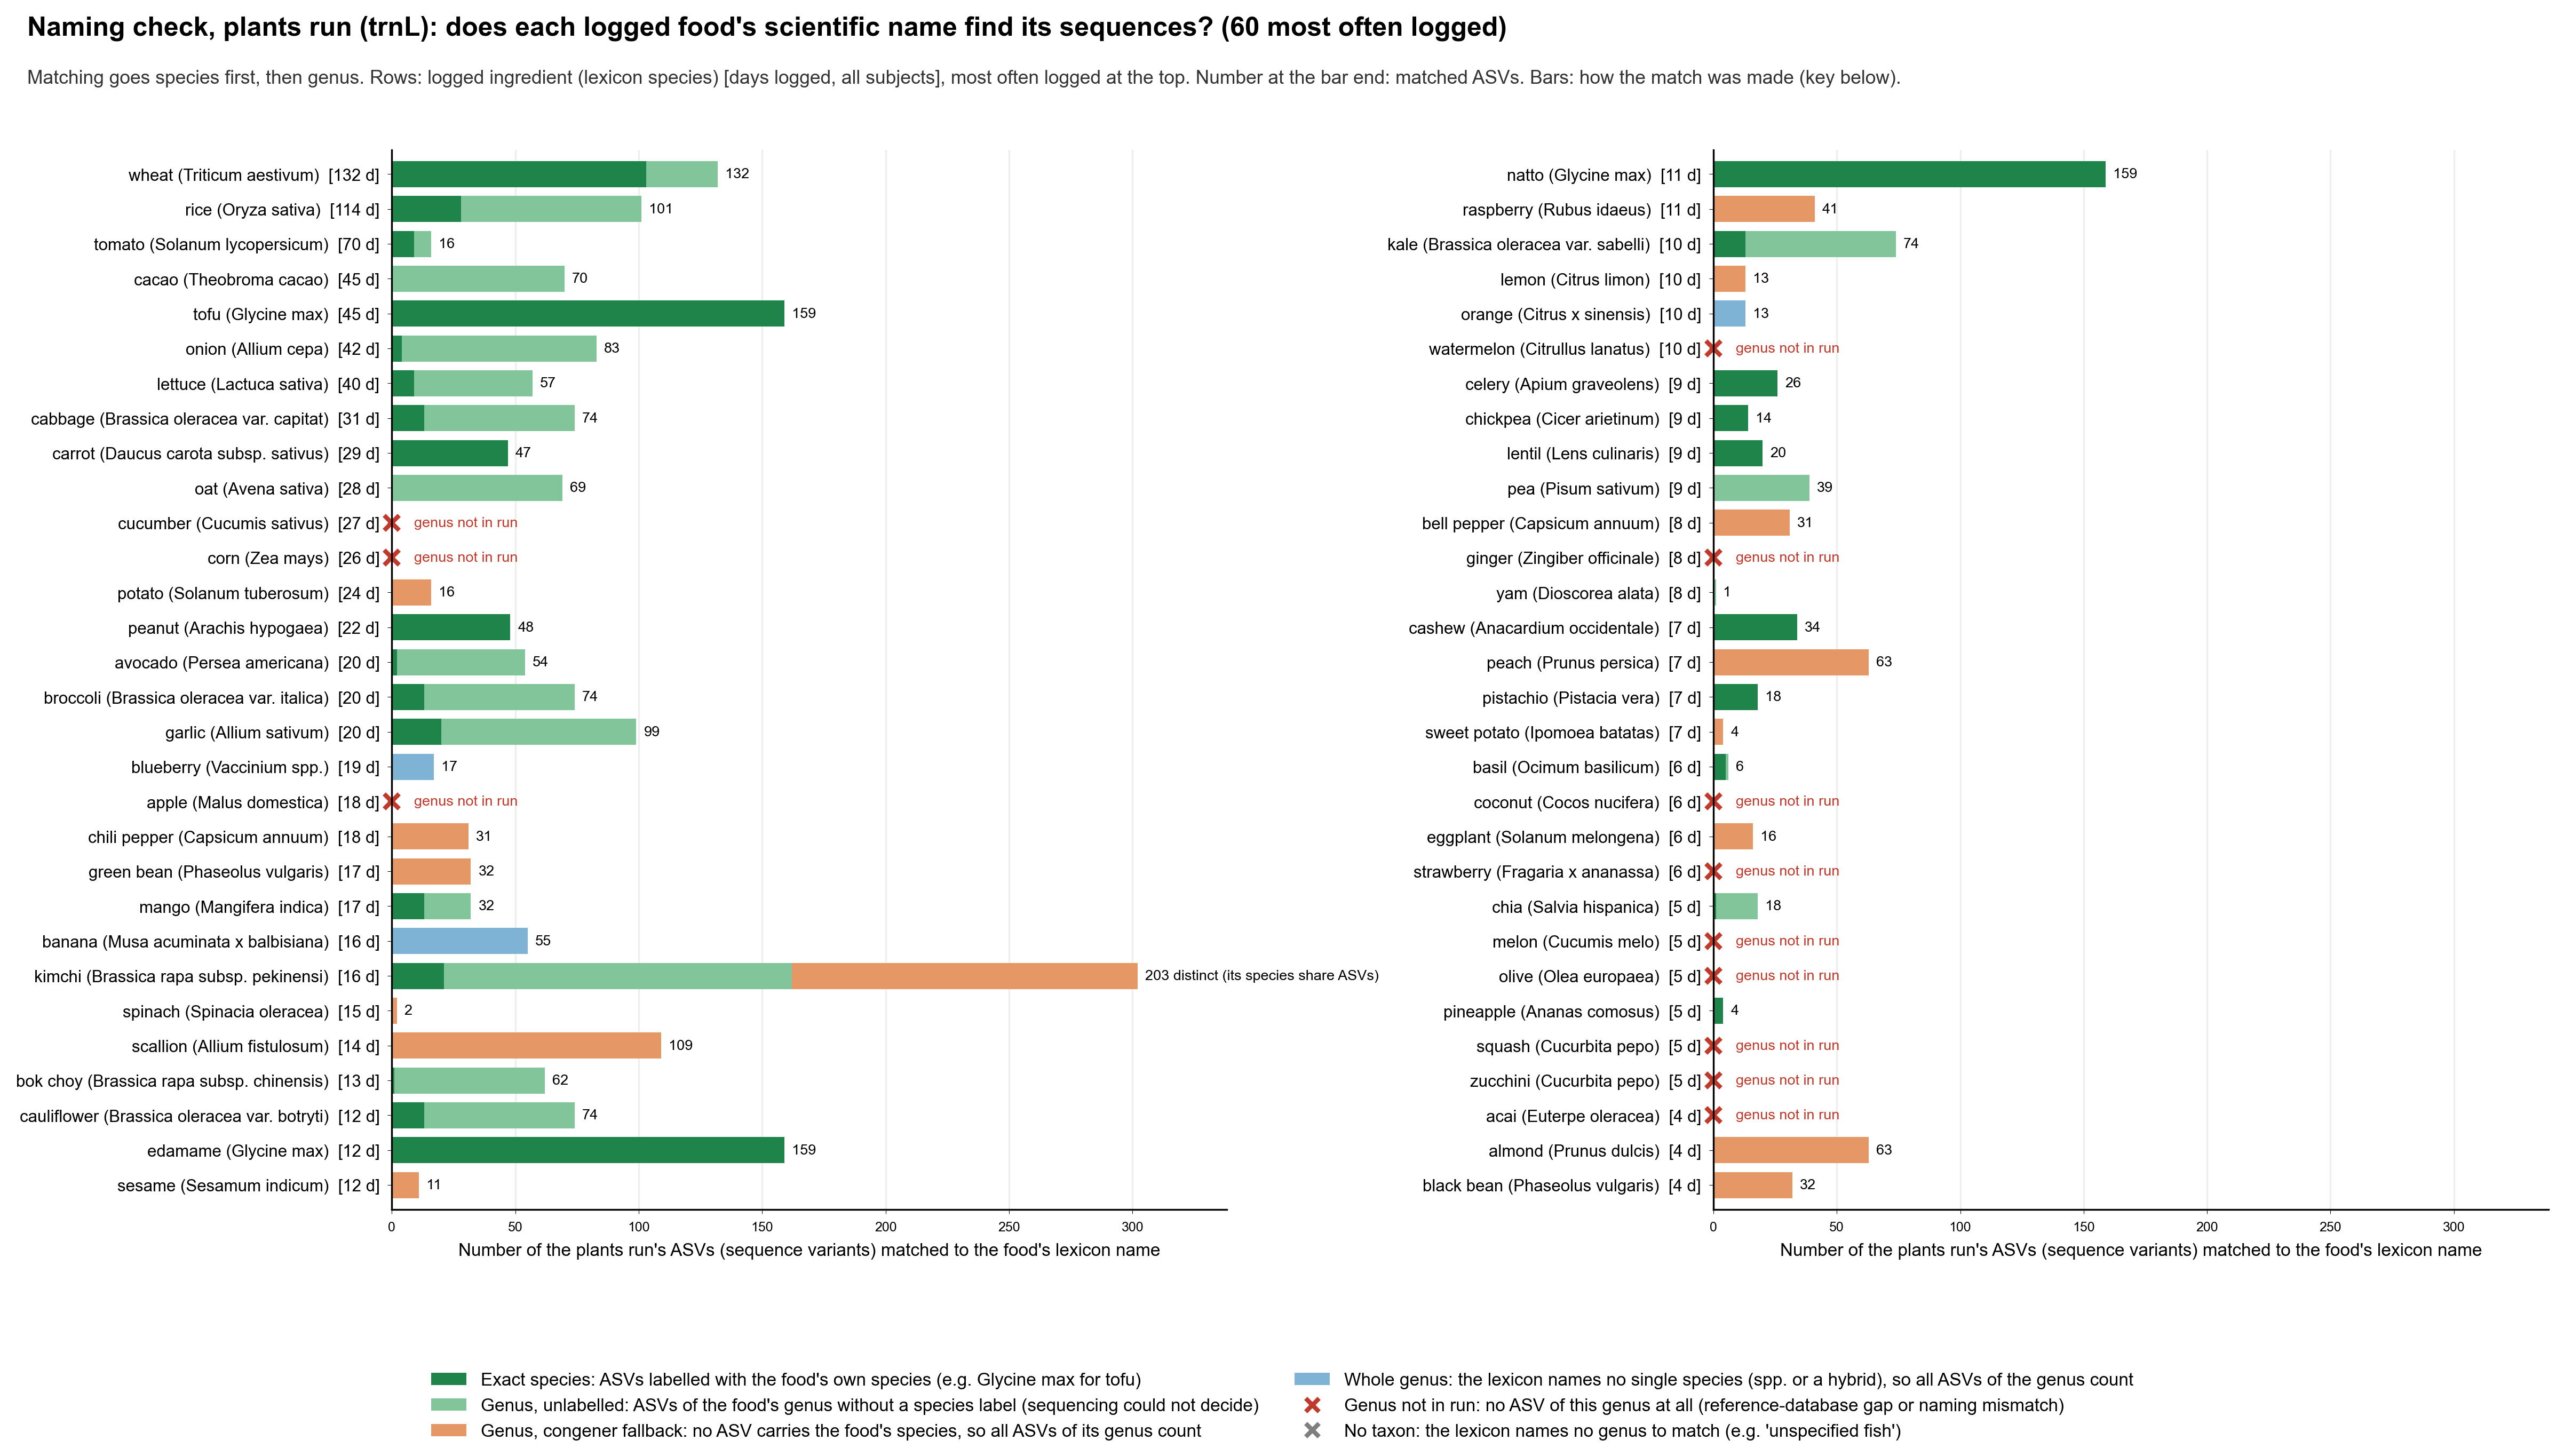 Naming check, plants run (trnL): does each logged food's scientific name find its sequences? (60 most often logged)
Matching goes species first, then genus. Rows: logged ingredient (lexicon species) [days logged, all subjects], most often logged at the top. Number at the bar end: matched ASVs. Bars: how the match was made (key below).
wheat (Triticum aestivum) [132 d] 132
rice (Oryza sativa) [114 d] 101
tomato (Solanum lycopersicum) [70 d] 16
cacao (Theobroma cacao) [45 d] 70
tofu (Glycine max) [45 d] 159
onion (Allium cepa) [42 d] 83
lettuce (Lactuca sativa) [40 d] 57
cabbage (Brassica oleracea var. capitat) [31 d] 74
carrot (Daucus carota subsp. sativus) [29 d] 47
oat (Avena sativa) [28 d] 69
cucumber (Cucumis sativus) [27 d] genus not in run
corn (Zea mays) [26 d] genus not in run
potato (Solanum tuberosum) [24 d] 16
peanut (Arachis hypogaea) [22 d] 48
avocado (Persea americana) [20 d] 54
broccoli (Brassica oleracea var. italica) [20 d] 74
garlic (Allium sativum) [20 d] 99
blueberry (Vaccinium spp.) [19 d] 17
apple (Malus domestica) [18 d] genus not in run
chili pepper (Capsicum annuum) [18 d] 31
green bean (Phaseolus vulgaris) [17 d] 32
mango (Mangifera indica) [17 d] 32
banana (Musa acuminata x balbisiana) [16 d] 55
kimchi (Brassica rapa subsp. pekinensi) [16 d] 203 distinct (its species share ASVs)
spinach (Spinacia oleracea) [15 d] 2
scallion (Allium fistulosum) [14 d] 109
bok choy (Brassica rapa subsp. chinensis) [13 d] 62
cauliflower (Brassica oleracea var. botryti) [12 d] 74
edamame (Glycine max) [12 d] 159
sesame (Sesamum indicum) [12 d] 11
0 50 100 150 200 250 300
Number of the plants run's ASVs (sequence variants) matched to the food's lexicon name
natto (Glycine max) [11 d] 159
raspberry (Rubus idaeus) [11 d] 41
kale (Brassica oleracea var. sabelli) [10 d] 74
lemon (Citrus limon) [10 d] 13
orange (Citrus x sinensis) [10 d] 13
watermelon (Citrullus lanatus) [10 d] genus not in run
celery (Apium graveolens) [9 d] 26
chickpea (Cicer arietinum) [9 d] 14
lentil (Lens culinaris) [9 d] 20
pea (Pisum sativum) [9 d] 39
bell pepper (Capsicum annuum) [8 d] 31
ginger (Zingiber officinale) [8 d] genus not in run
yam (Dioscorea alata) [8 d] 1
cashew (Anacardium occidentale) [7 d] 34
peach (Prunus persica) [7 d] 63
pistachio (Pistacia vera) [7 d] 18
sweet potato (Ipomoea batatas) [7 d] 4
basil (Ocimum basilicum) [6 d] 6
coconut (Cocos nucifera) [6 d] genus not in run
eggplant (Solanum melongena) [6 d] 16
strawberry (Fragaria x ananassa) [6 d] genus not in run
chia (Salvia hispanica) [5 d] 18
melon (Cucumis melo) [5 d] genus not in run
olive (Olea europaea) [5 d] genus not in run
pineapple (Ananas comosus) [5 d] 4
squash (Cucurbita pepo) [5 d] genus not in run
zucchini (Cucurbita pepo) [5 d] genus not in run
acai (Euterpe oleracea) [4 d] genus not in run
almond (Prunus dulcis) [4 d] 63
black bean (Phaseolus vulgaris) [4 d] 32
0 50 100 150 200 250 300
Number of the plants run's ASVs (sequence variants) matched to the food's lexicon name
Exact species: ASVs labelled with the food's own species (e.g. Glycine max for tofu)
Genus, unlabelled: ASVs of the food's genus without a species label (sequencing could not decide)
Genus, congener fallback: no ASV carries the food's species, so all ASVs of its genus count
Whole genus: the lexicon names no single species (spp. or a hybrid), so all ASVs of the genus count
Genus not in run: no ASV of this genus at all (reference-database gap or naming mismatch)
No taxon: the lexicon names no genus to match (e.g. 'unspecified fish')